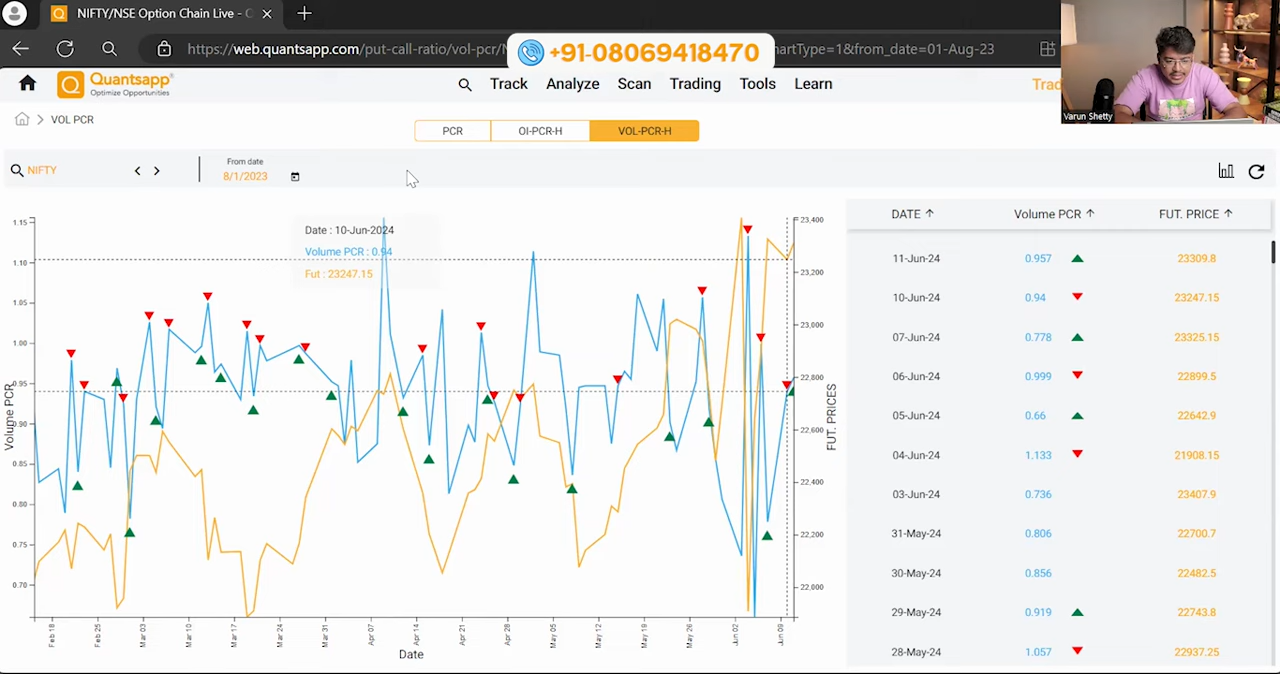 NIFTY/NSE Option Chain Live - C
https://web.quantsapp.com/put-call-ratio/vol-pcr/
+91-08069418470
hartType=1&from_date=01-Aug-23
Quantsapp
Optimize Opportunities
Track
Analyze
Scan
Trading
Tools
Learn
Trad
Varun Shetty
VOL PCR
PCR
OI-PCR-H
VOL-PCR-H
NIFTY
From date
8/1/2023
Date : 10-Jun-2024
Volume PCR : 0.94
Fut : 23247.15
1.15
1.10
1.05
1.00
0.95
0.90
0.85
0.80
0.75
0.70
Volume PCR
23,400
23,200
23,000
22,800
22,600
22,400
22,200
22,000
FUT. PRICES
Feb 18
Feb 25
Mar 03
Mar 10
Mar 17
Mar 24
Mar 31
Apr 07
Apr 14
Apr 21
Apr 28
May 05
May 12
May 19
May 26
Jun 02
Jun 09
Date
DATE Volume PCR FUT. PRICE
11-Jun-24 0.957 23309.8
10-Jun-24 0.94 23247.15
07-Jun-24 0.778 23325.15
06-Jun-24 0.999 22899.5
05-Jun-24 0.66 22642.9
04-Jun-24 1.133 21908.15
03-Jun-24 0.736 23407.9
31-May-24 0.806 22700.7
30-May-24 0.856 22482.5
29-May-24 0.919 22743.8
28-May-24 1.057 22937.25